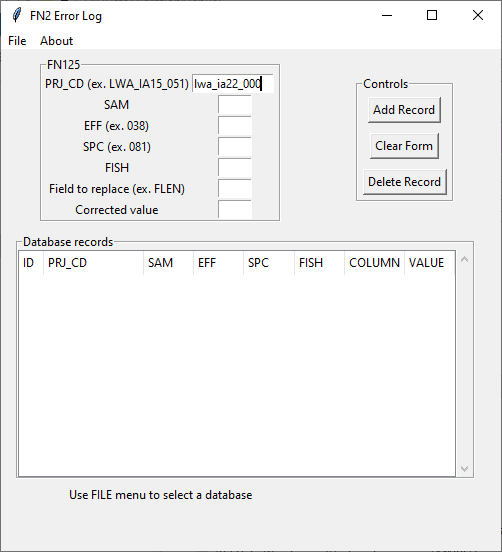 FN2 Error Log
File About
FN125
PRJ_CD (ex. LWA_IA15_051) lwa_ia22_000
SAM
EFF (ex. 038)
SPC (ex. 081)
FISH
Field to replace (ex. FLEN)
Corrected value
Controls
Add Record
Clear Form
Delete Record
Database records
ID PRJ_CD SAM EFF SPC FISH COLUMN VALUE
Use FILE menu to select a database